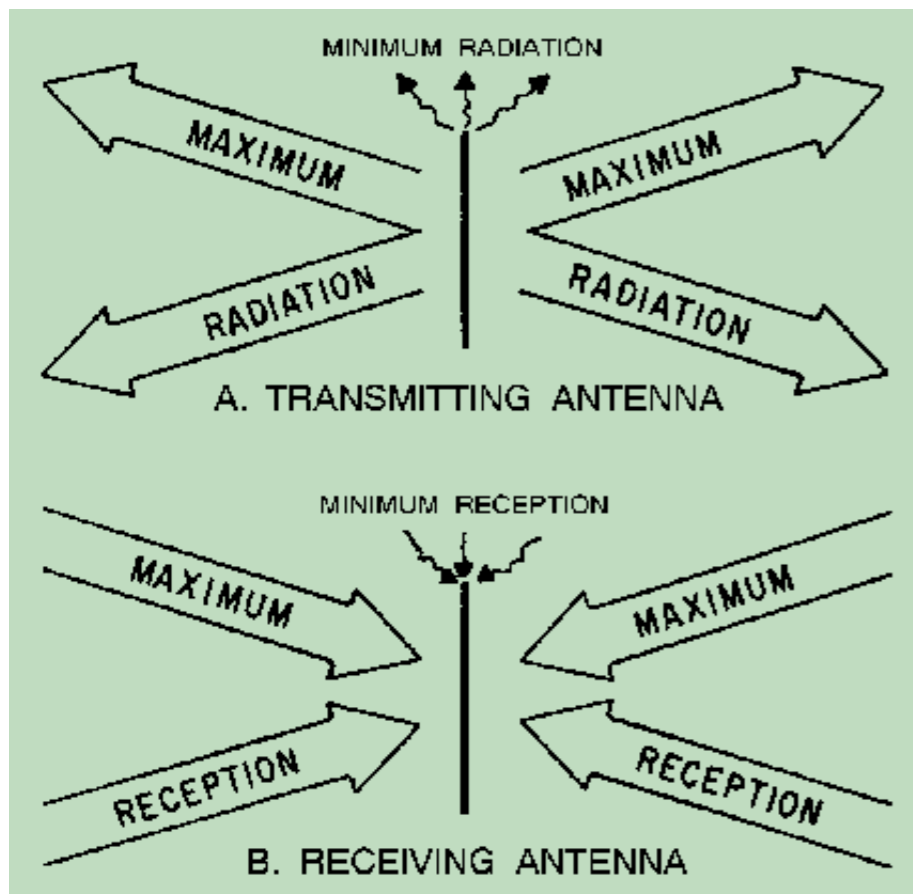 MINIMUM RADIATION
MAXIMUM
MAXIMUM
RADIATION
RADIATION
A. TRANSMITTING ANTENNA
MINIMUM RECEPTION
MAXIMUM
MAXIMUM
RECEPTION
RECEPTION
B. RECEIVING ANTENNA